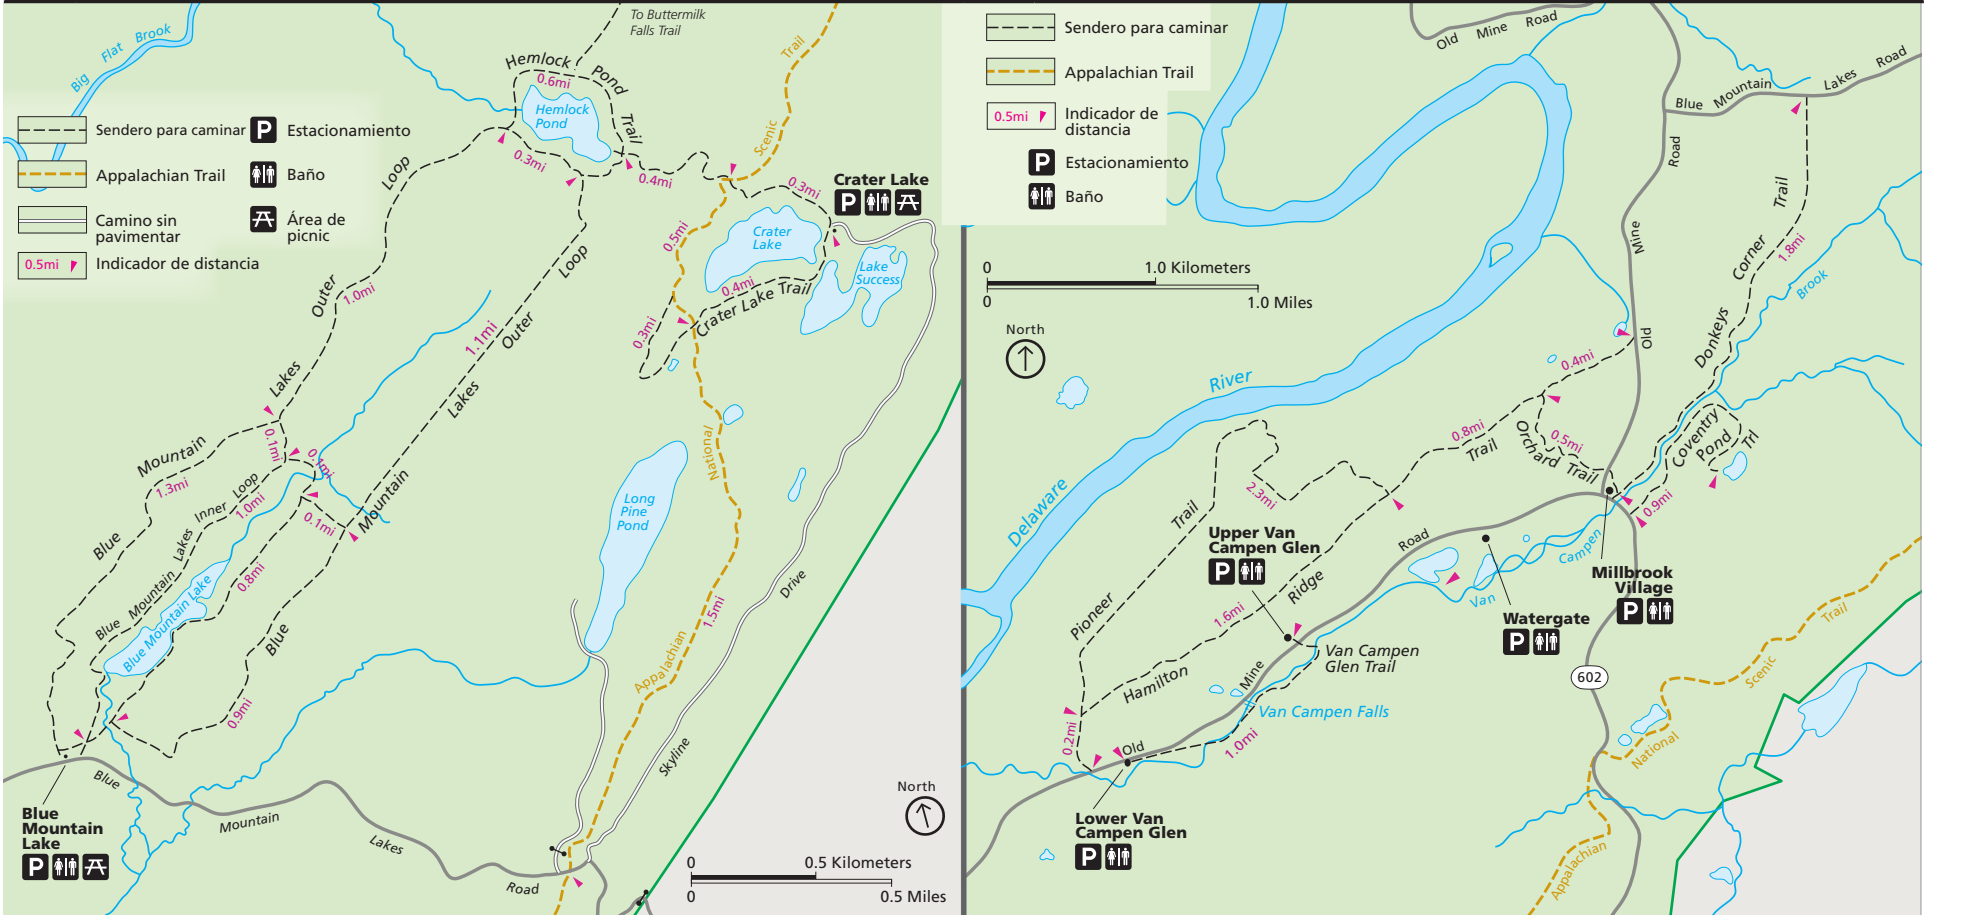 To Buttermilk
Falls Trail
Big Flat Brook
Sendero para caminar
Estacionamiento
Appalachian Trail
Baño
Camino sin
pavimentar
Área de
picnic
0.5mi
Indicador de distancia
Hemlock Pond Trail
0.6mi
Hemlock
Pond
0.3mi
0.4mi
Scenic Trail
0.3mi
Crater Lake
P
Crater
Lake
Lake
Success
0.5mi
0.4mi
Crater Lake Trail
0.3mi
Outer Loop
1.0mi
Lakes
Mountain
1.3mi
Blue
Outer Loop
1.1mi
Lakes
Mountain
Blue
0.1mi
0.1mi
0.1mi
Blue Mountain Lakes Inner Loop
1.0mi
0.8mi
Blue Mountain Lake
0.9mi
Long
Pine
Pond
National
Appalachian
1.5mi
Skyline Drive
Blue Mountain Lakes Road
Blue
Mountain
Lake
P
North
0 0.5 Kilometers
0 0.5 Miles
Sendero para caminar
Appalachian Trail
0.5mi
Indicador de
distancia
P
Estacionamiento
Baño
0 1.0 Kilometers
0 1.0 Miles
North
Old Mine Road
Blue Mountain Lakes Road
Old Mine Road
Donkeys Corner Trail
1.8mi
Brook
0.4mi
0.8mi
Trail
Orchard Trail
0.5mi
Coventry
Pond Trl
0.9mi
Delaware River
Pioneer Trail
2.3mi
Upper Van
Campen Glen
P
Hamilton Ridge
1.6mi
0.2mi
Old Mine Road
Van Campen
Glen Trail
Van Campen Falls
1.0mi
Lower Van
Campen Glen
P
Van Campen
Watergate
P
Millbrook
Village
P
602
Appalachian National Scenic Trail